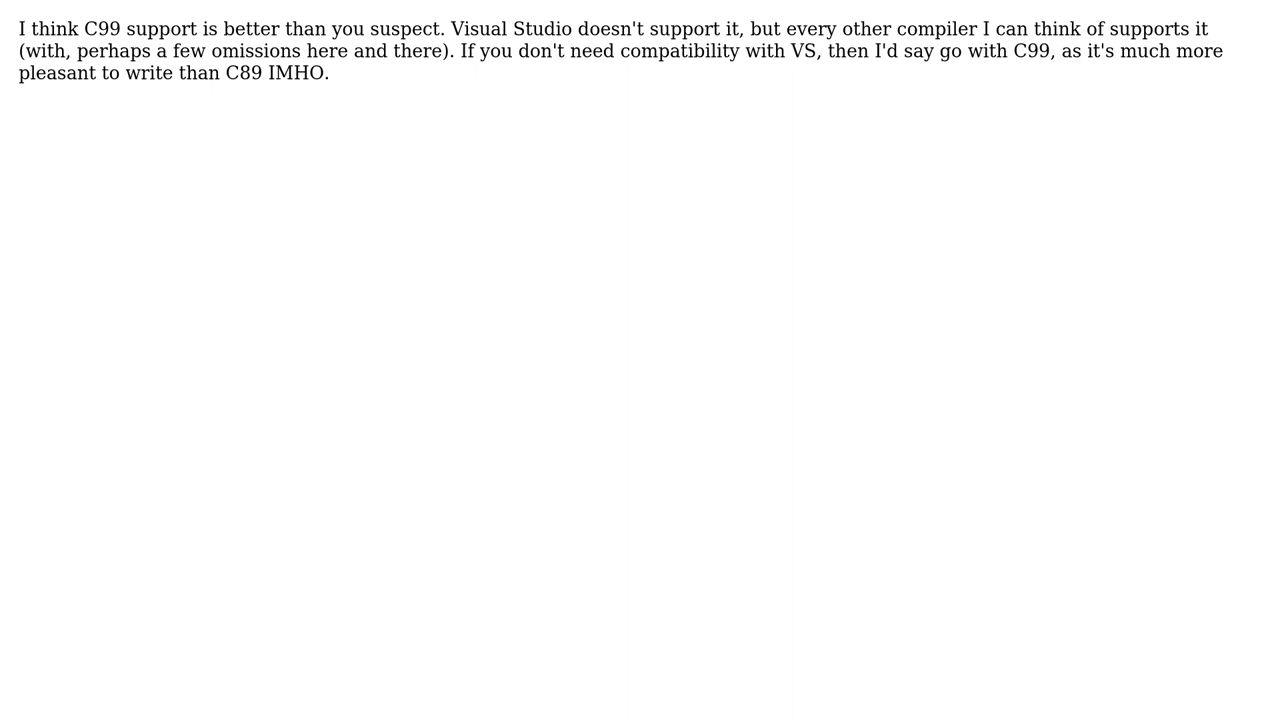 I think C99 support is better than you suspect. Visual Studio doesn't support it, but every other compiler I can think of supports it
(with, perhaps a few omissions here and there). If you don't need compatibility with VS, then I'd say go with C99, as it's much more
pleasant to write than C89 IMHO.